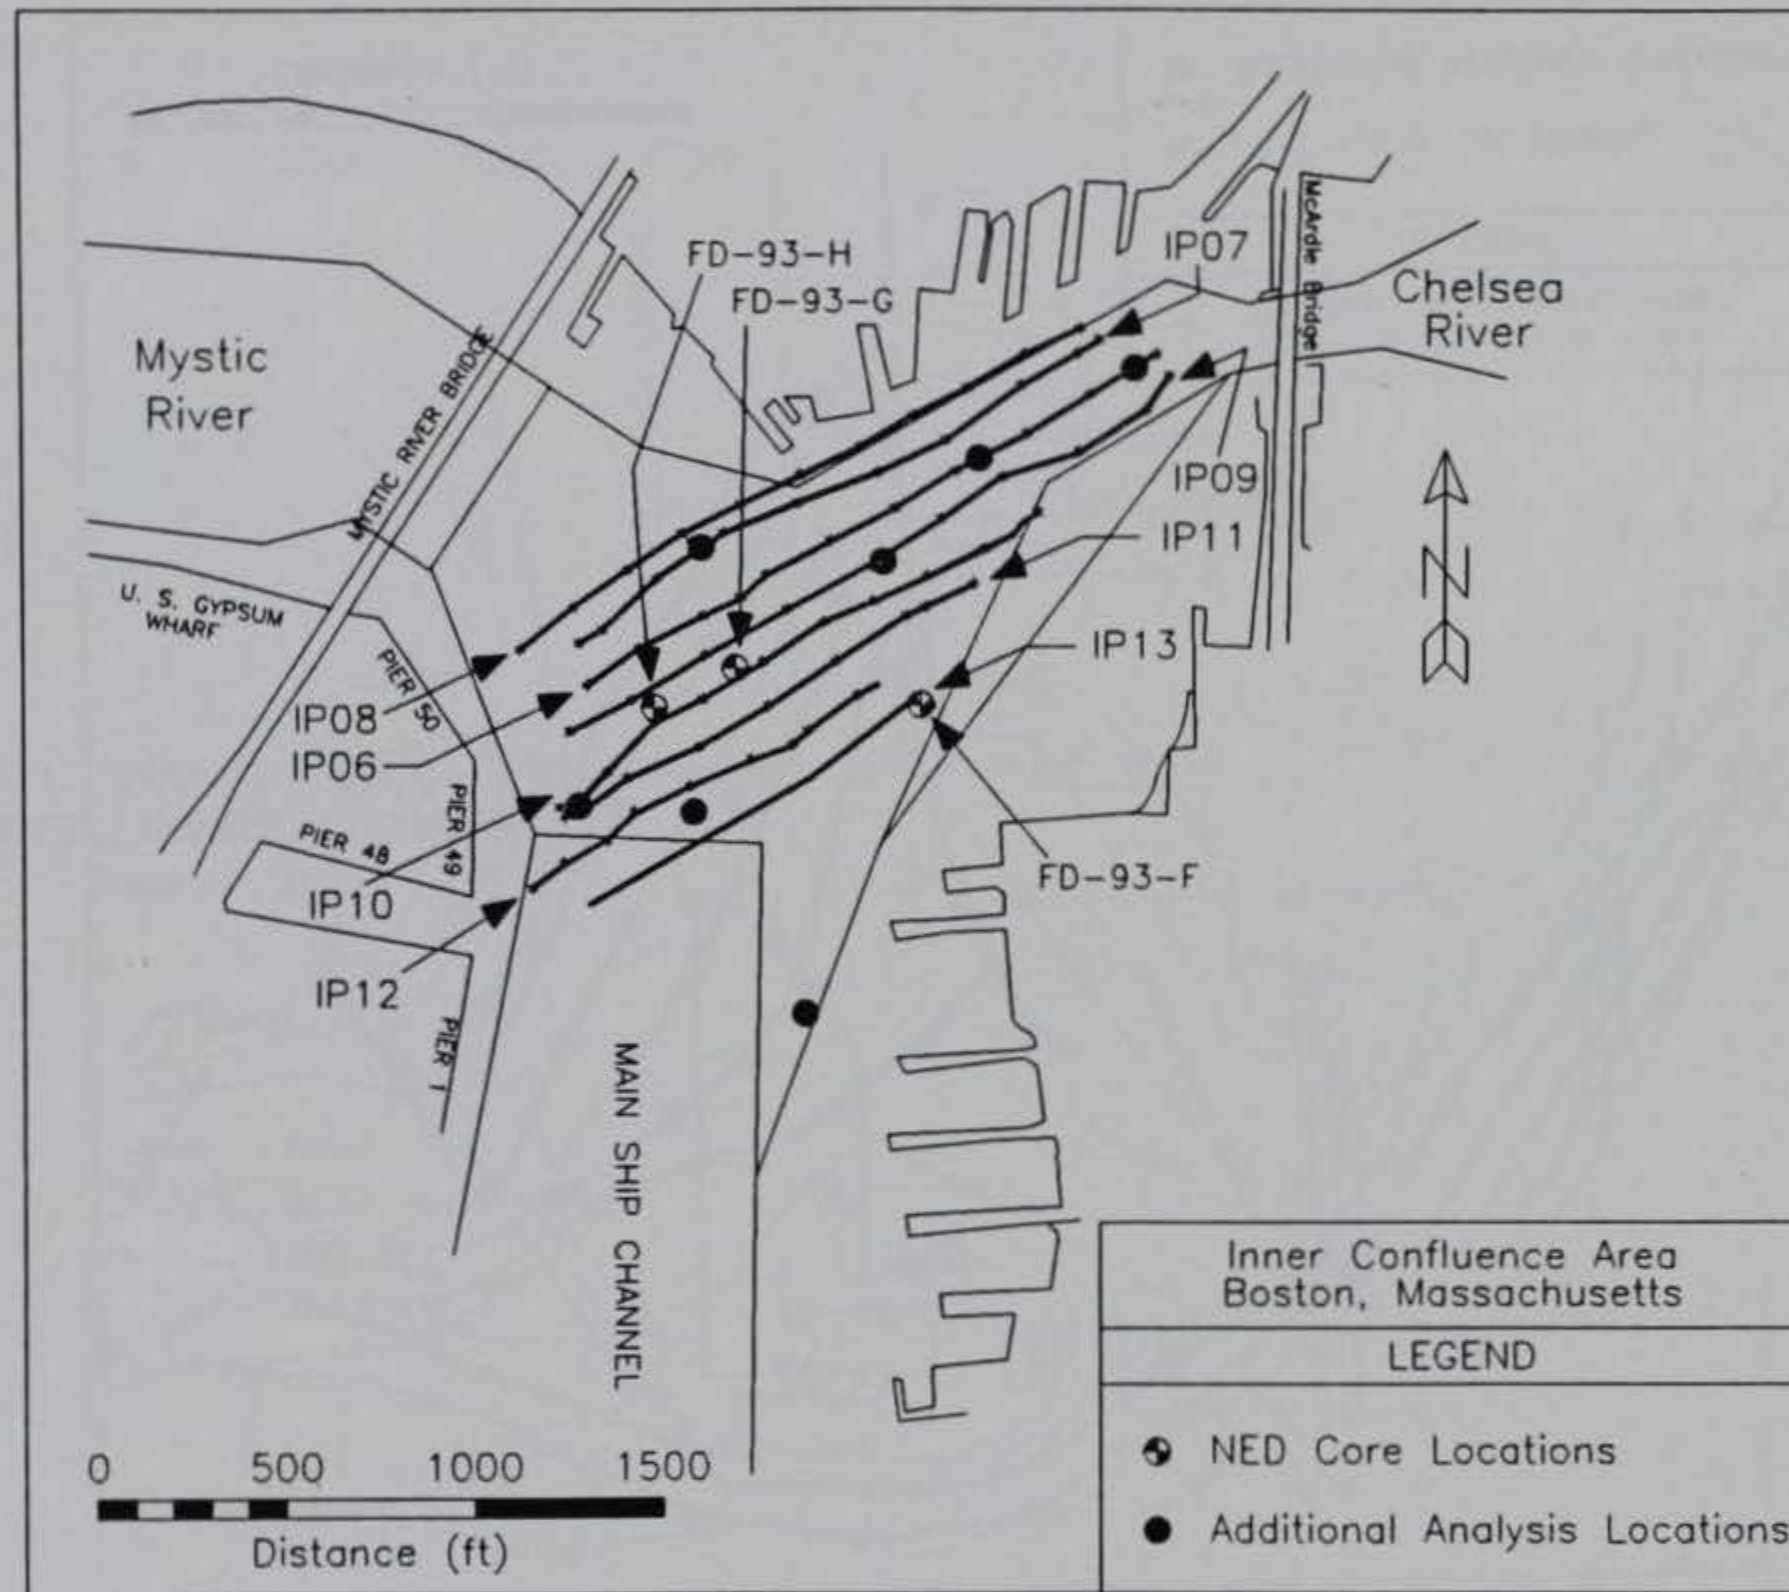 FD-93-H
IP07
FD-93-G
Chelsea
River
McArdle Bridge
Mystic
River
MYSTIC RIVER BRIDGE
IP09
IP11
U. S. GYPSUM
WHARF
IP13
PIER 50
IP08
IP06
PIER 49
PIER 48
IP10
FD-93-F
IP12
PIER 1
MAIN SHIP CHANNEL
N
0 500 1000 1500
Distance (ft)
Inner Confluence Area
Boston, Massachusetts
LEGEND
NED Core Locations
Additional Analysis Locations